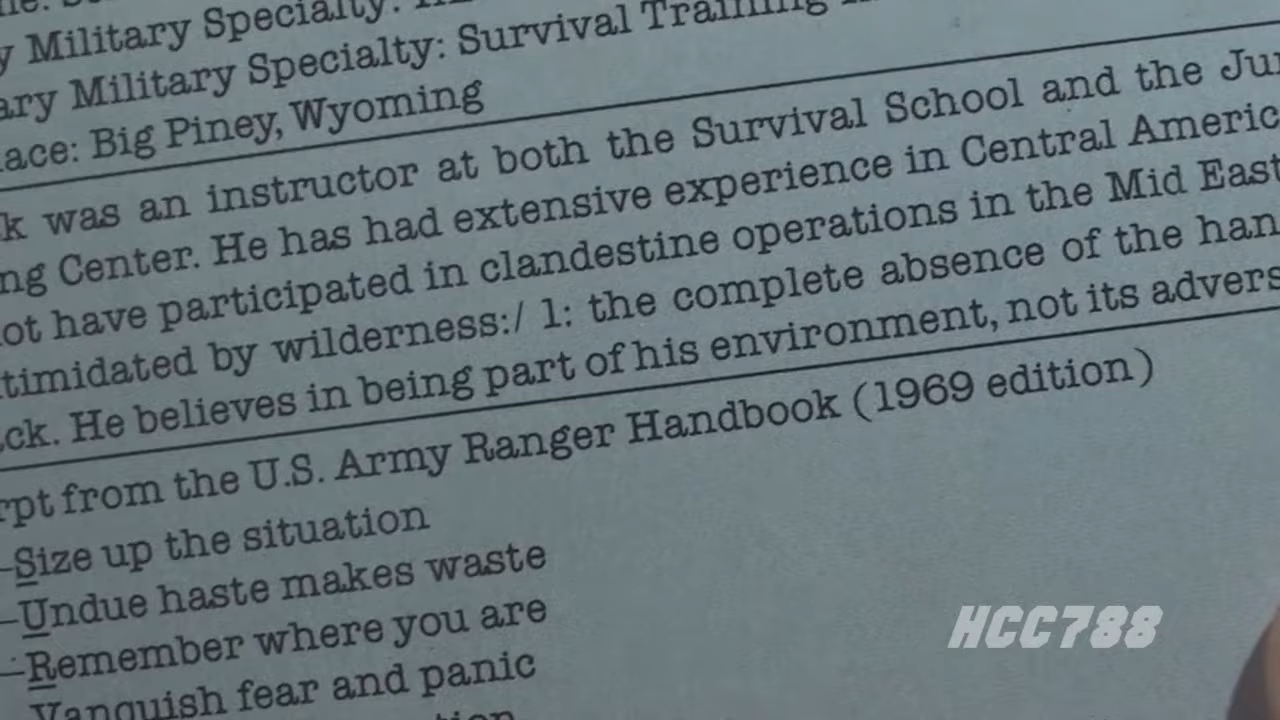 y Military Specialty:
ary Military Specialty: Survival Training
lace: Big Piney, Wyoming
k was an instructor at both the Survival School and the Ju
ng Center. He has had extensive experience in Central Americ
ot have participated in clandestine operations in the Mid East
timidated by wilderness:/ 1: the complete absence of the han
ck. He believes in being part of his environment, not its advers
rpt from the U.S. Army Ranger Handbook (1969 edition)
–Size up the situation
–Undue haste makes waste
–Remember where you are
Vanquish fear and panic
tion
HCC788